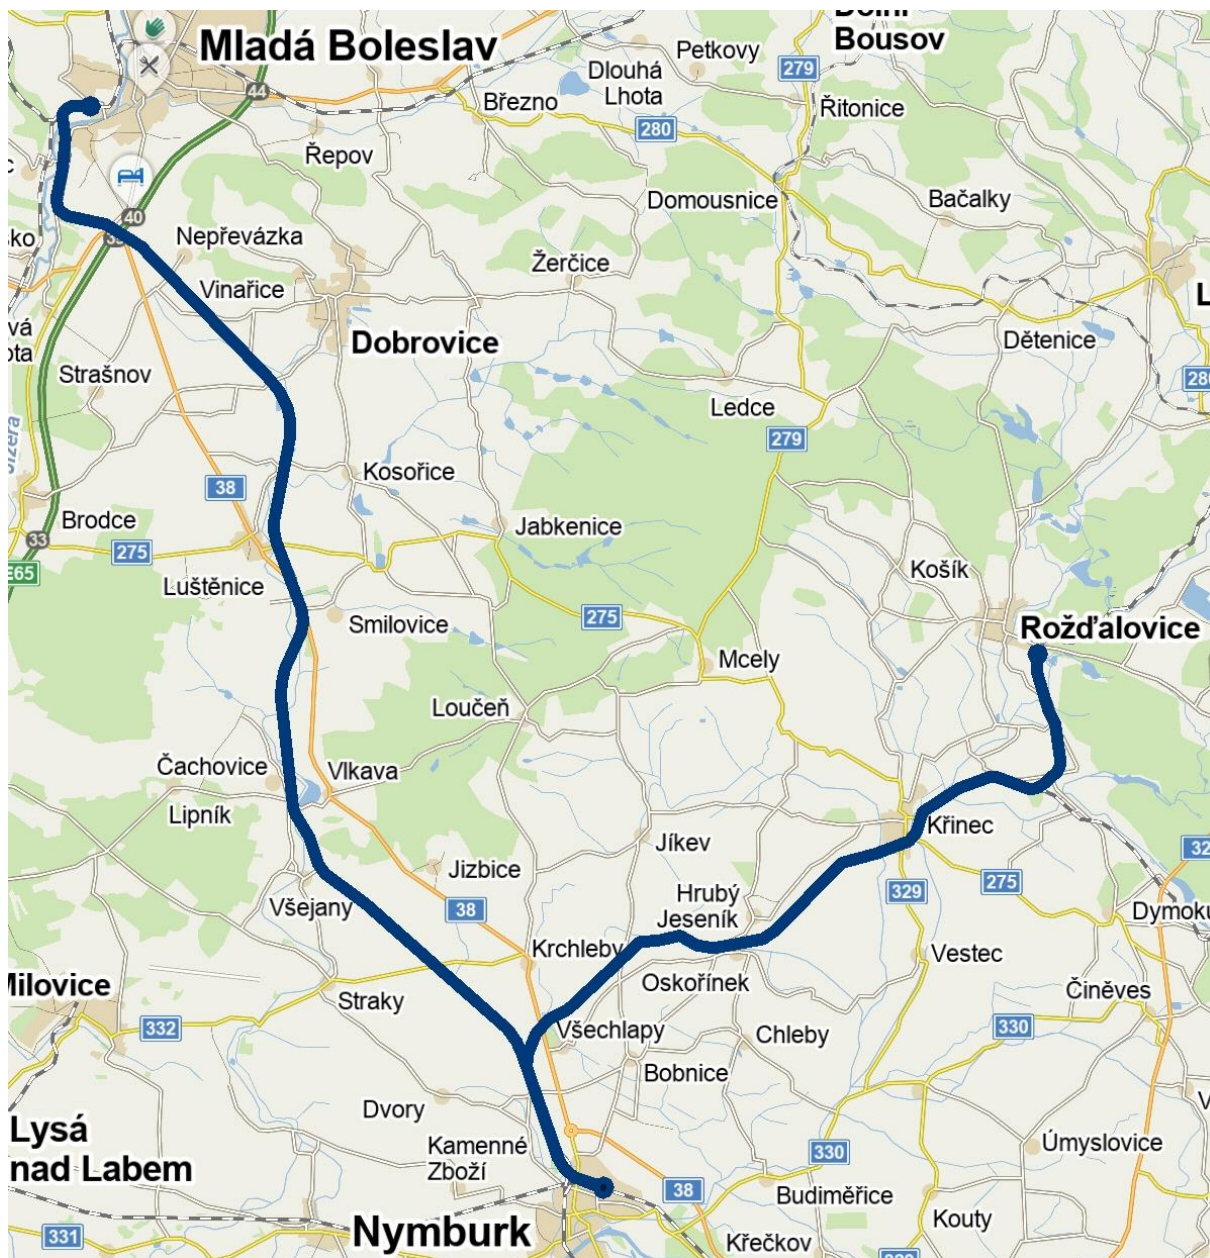 Dolní
Bousov
Mladá Boleslav
Petkovy
279
Dlouhá
Lhota
44
Březno
Řitonice
280
Řepov
Domousnice
Bačalky
40
Nepřevázka
Žerčice
Vinařice
Dobrovice
Dětenice
Strašnov
Ledce
279
Kosořice
38
Jizera
Brodce
33
275
Jabkenice
E65
Luštěnice
Košík
Smilovice
275
Rožďalovice
Mcely
Loučeň
Čachovice
Vlkava
Lipník
Křinec
Jíkev
Jizbice
Hrubý
Jeseník
329
275
Všejany
38
Krchleby
Vestec
Milovice
Straky
Oskořínek
Činěves
332
Všechlapy
Chleby
330
Bobnice
Dvory
Lysá
nad Labem
Kamenné
Zboží
330
Úmyslovice
38
Budiměřice
Kouty
331
Nymburk
Křečkov